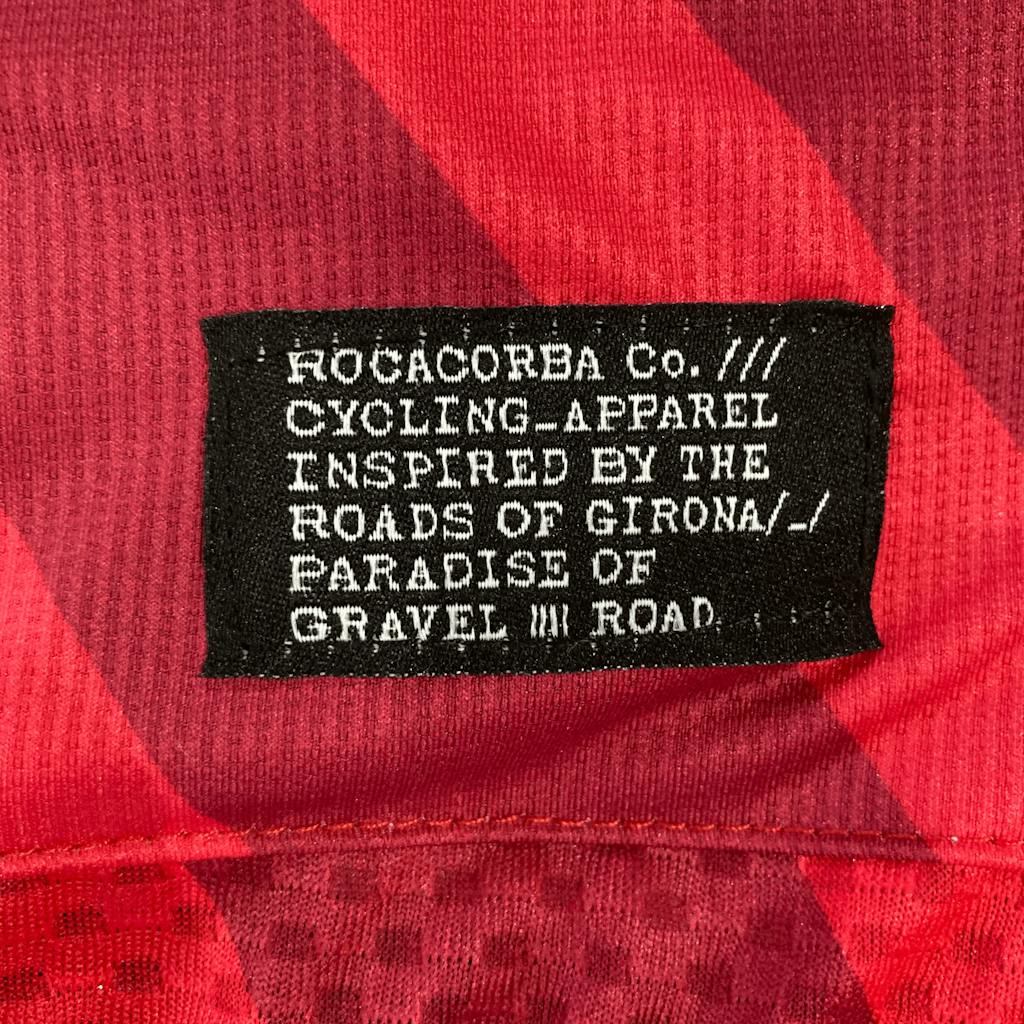 ROCACORBA Co. ///
CYCLING_APPAREL
INSPIRED BY THE
ROADS OF GIRONA/_/
PARADISE OF
GRAVEL |||| ROAD